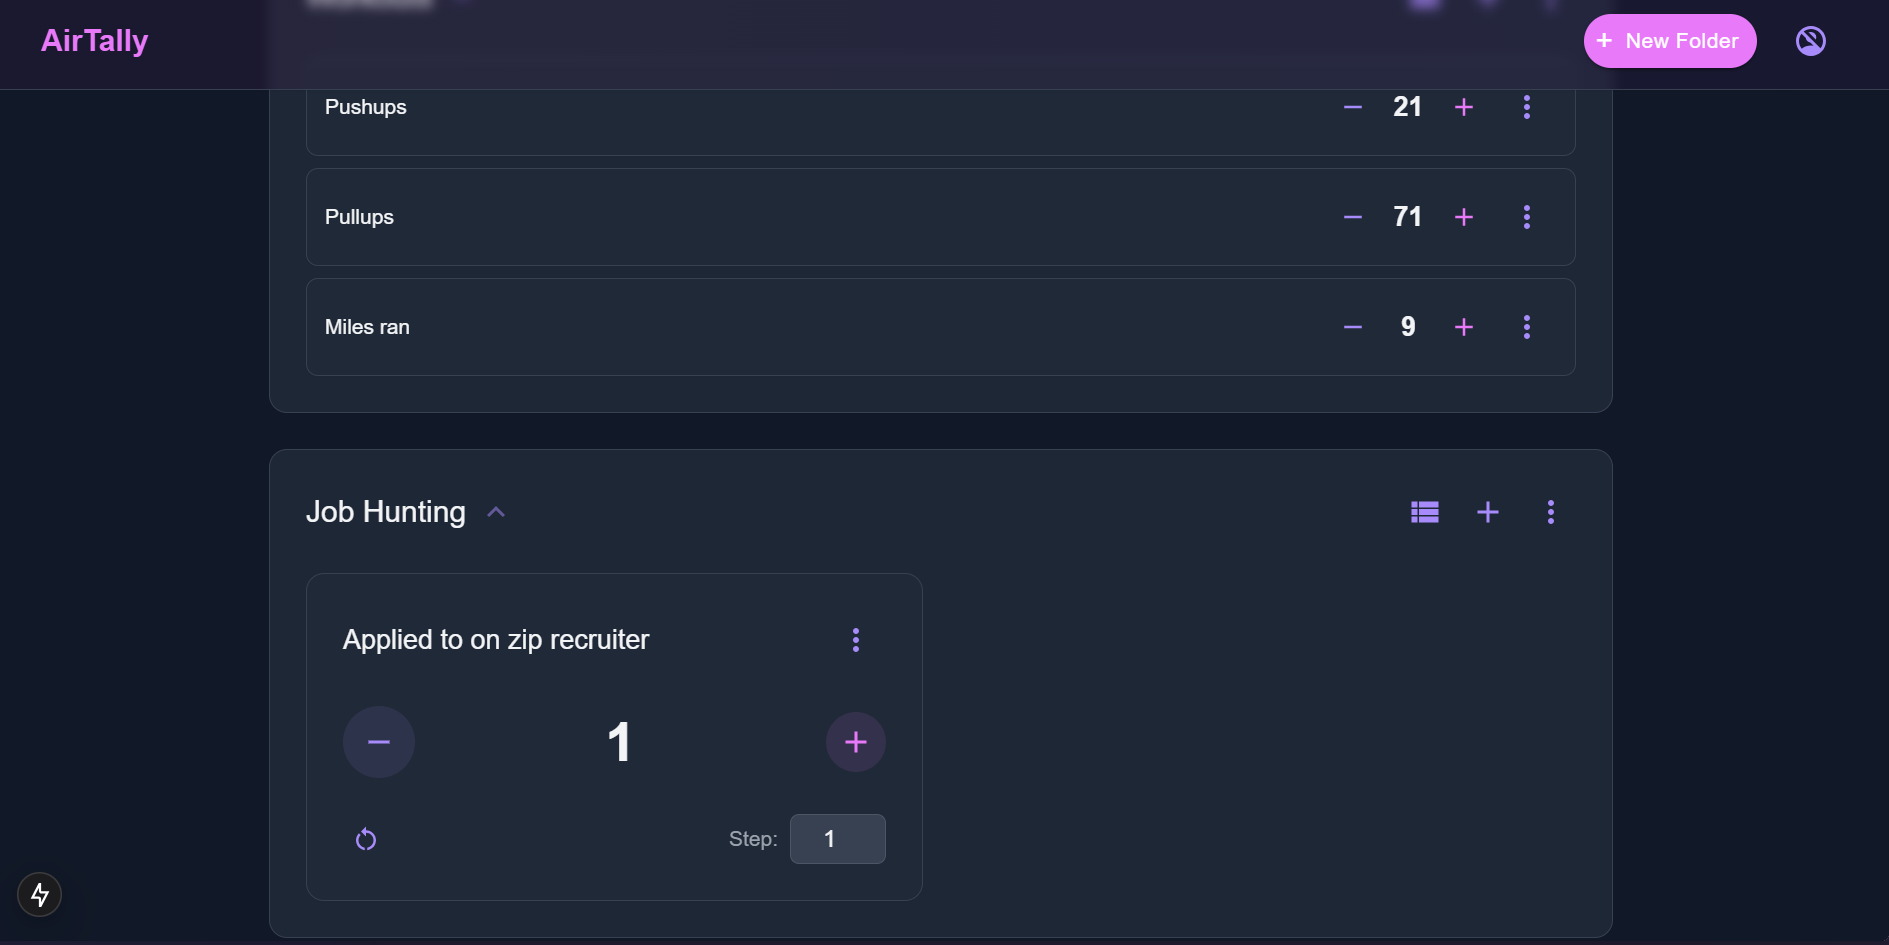 AirTally
+ New Folder
Pushups
− 21 +
Pullups
− 71 +
Miles ran
− 9 +
Job Hunting
Applied to on zip recruiter
− 1 +
Step: 1